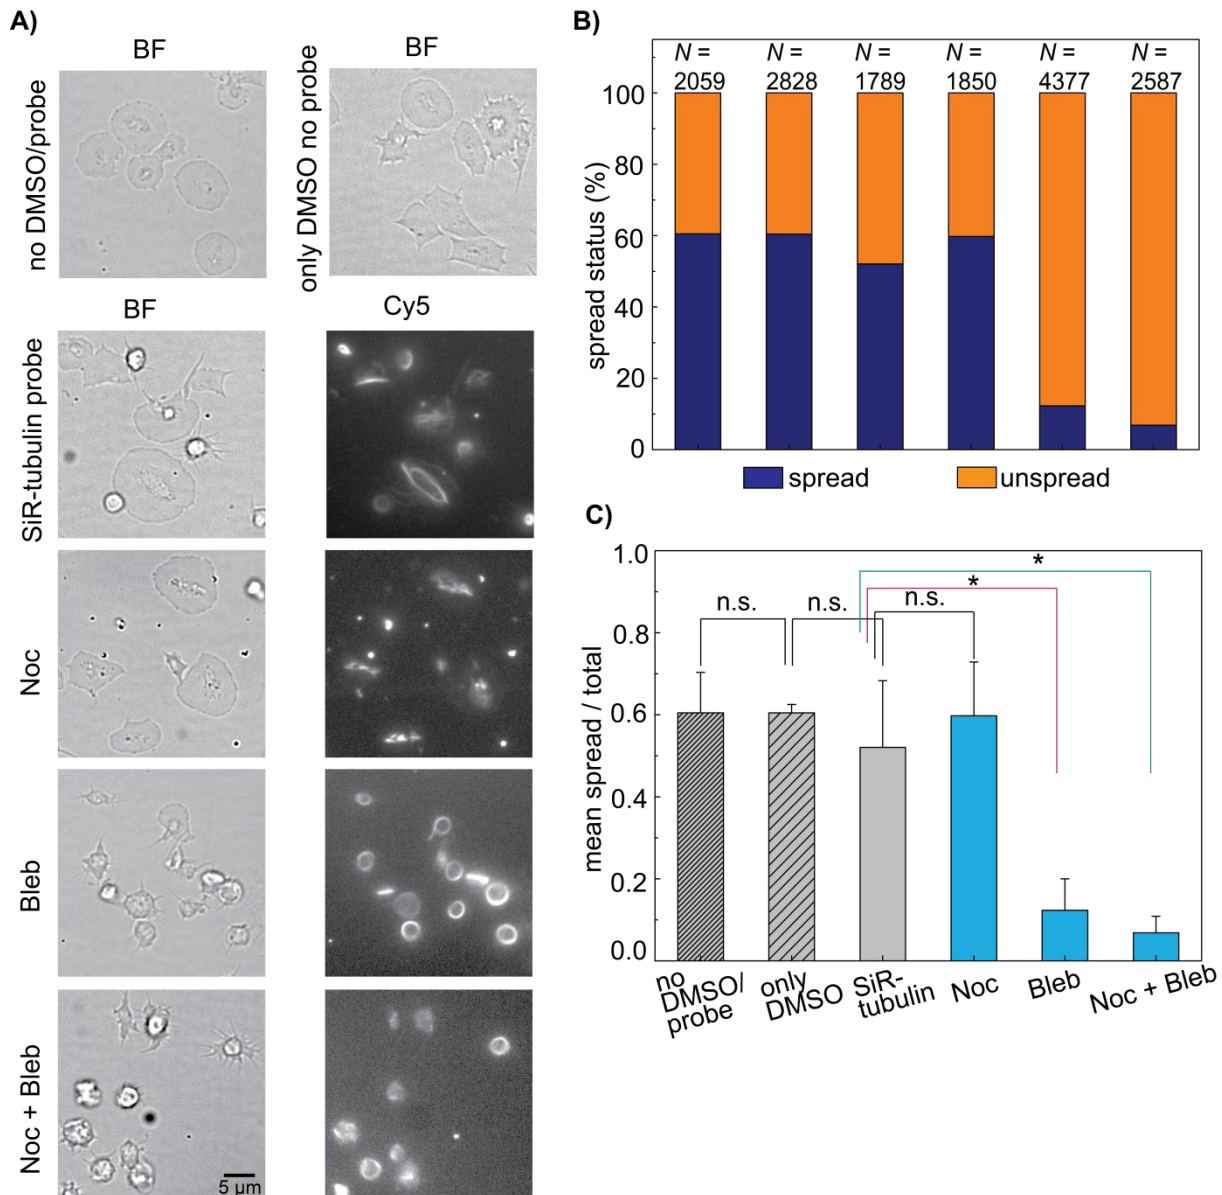 A)
BF
BF
no DMSO/probe
only DMSO no probe
BF
Cy5
SiR-tubulin probe
Noc
Bleb
Noc + Bleb
5 µm
B)
N = N = N = N = N = N =
2059 2828 1789 1850 4377 2587
100
80
60
40
20
0
spread status (%)
spread unspread
C)
1.0
0.8
0.6
0.4
0.2
0.0
mean spread / total
n.s. n.s. n.s. * *
no DMSO/ probe
only DMSO
SiR-tubulin
Noc
Bleb
Noc + Bleb